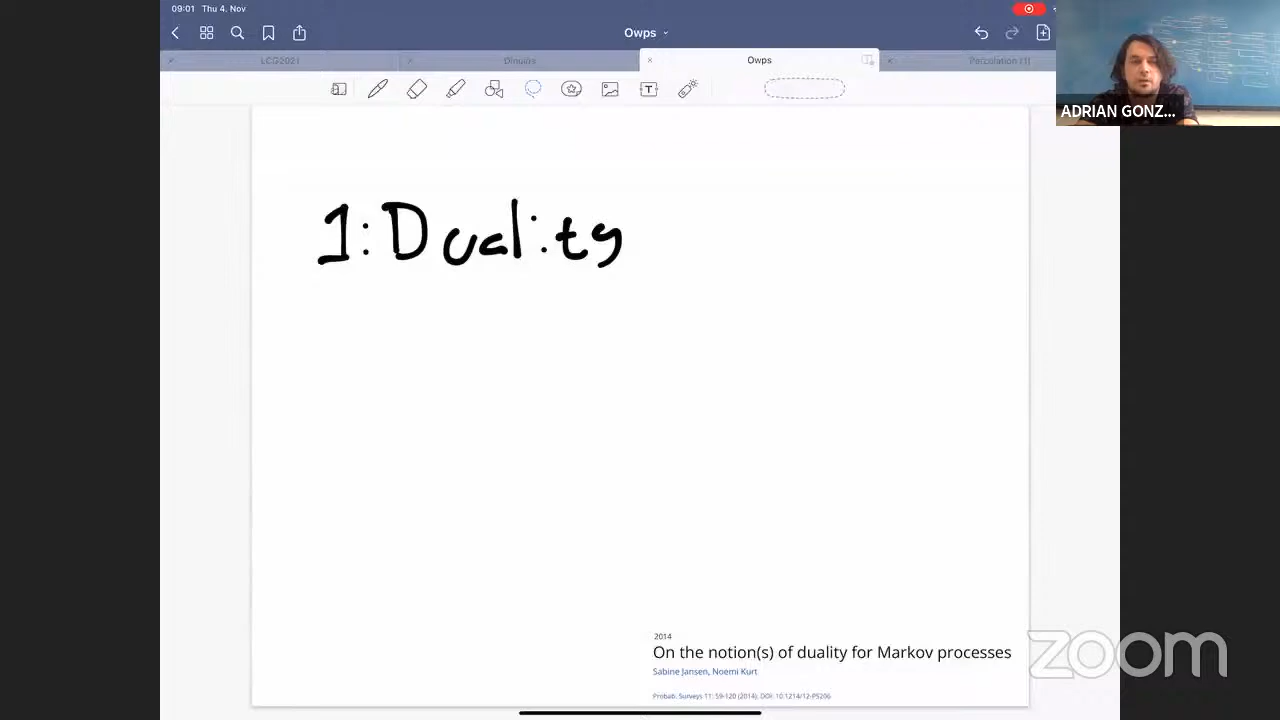 09:01 Thu 4. Nov
Owps
LCG2021
Owps
Percolation [1]
T
ADRIAN GONZ...
1: Duality
2014
On the notion(s) of duality for Markov processes
Sabine Jansen, Noemi Kurt
Probab. Surveys 11: 59-120 (2014). DOI: 10.1214/12-PS206
zoom